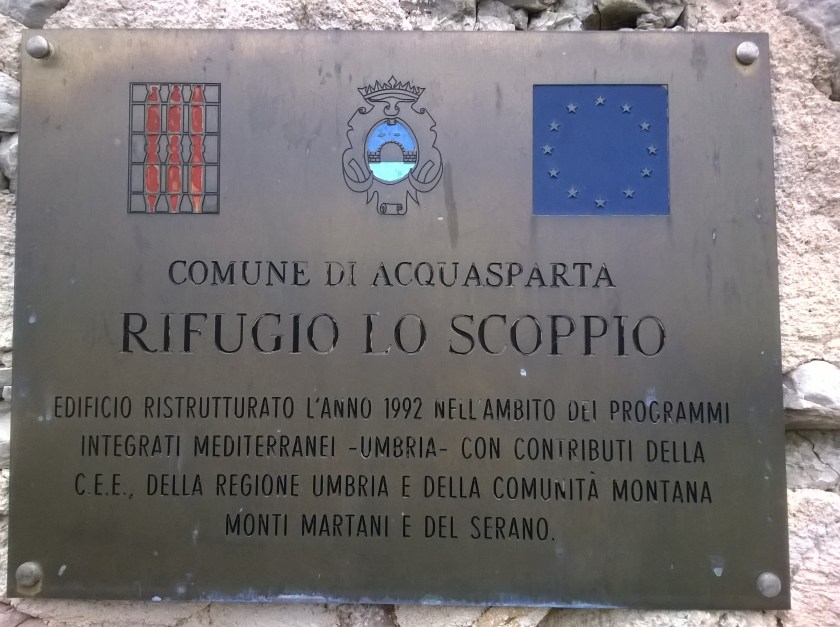 COMUNE DI ACQUASPARTA
RIFUGIO LO SCOPPIO
EDIFICIO RISTRUTTURATO L'ANNO 1992 NELL'AMBITO DEI PROGRAMMI
INTEGRATI MEDITERRANEI -UMBRIA- CON CONTRIBUTI DELLA
C.E.E., DELLA REGIONE UMBRIA E DELLA COMUNITÀ MONTANA
MONTI MARTANI E DEL SERANO.